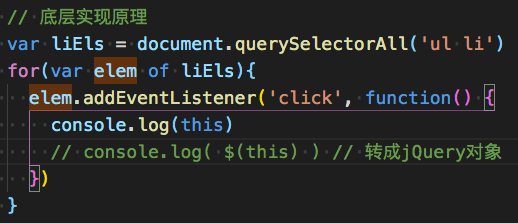 // 底层实现原理
var liEls = document.querySelectorAll('ul li')
for(var elem of liEls){
  elem.addEventListener('click', function() {
    console.log(this)
    // console.log( $(this) ) // 转成jQuery对象
  })
}